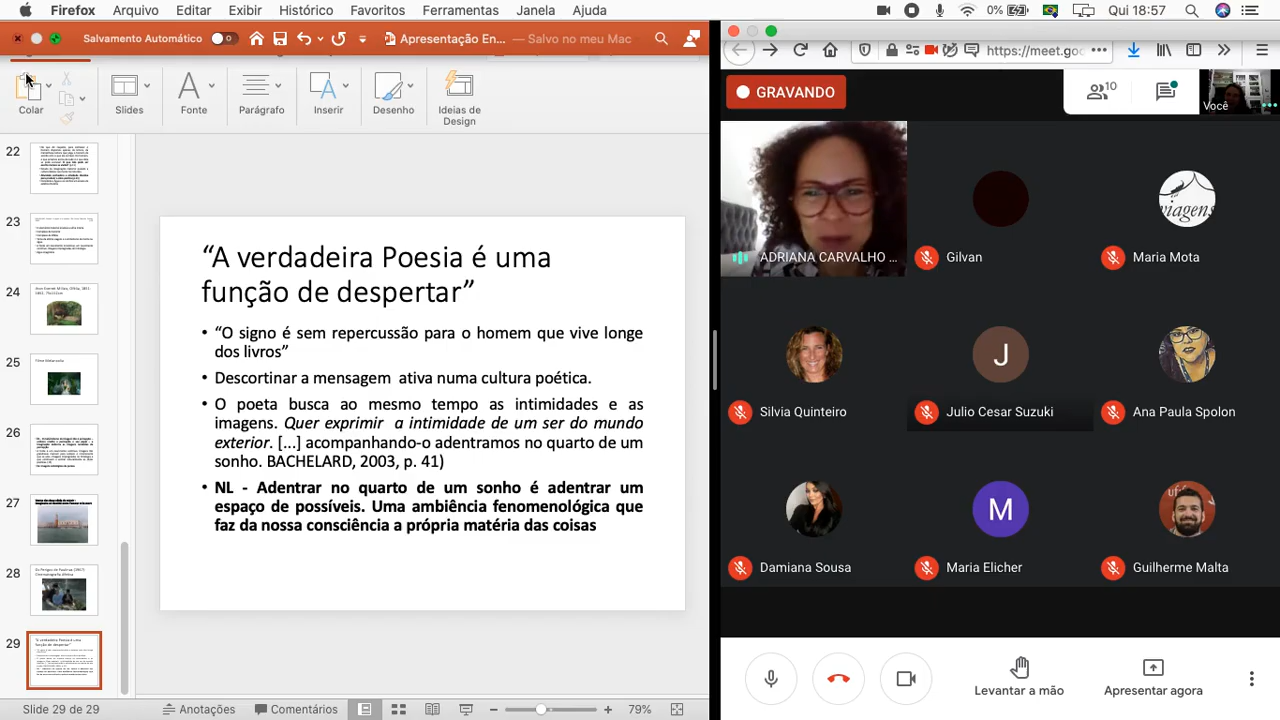 Firefox Arquivo Editar Exibir Histórico Favoritos Ferramentas Janela Ajuda
0% Qui 18:57
Salvamento Automático Apresentação En... — Salvo no meu Mac
Colar Slides Fonte Parágrafo Inserir Desenho Ideias de
Design
22
23
24
25
26
27
28
29
“A verdadeira Poesia é uma
função de despertar”
• “O signo é sem repercussão para o homem que vive longe
dos livros”
• Descortinar a mensagem ativa numa cultura poética.
• O poeta busca ao mesmo tempo as intimidades e as
imagens. Quer exprimir a intimidade de um ser do mundo
exterior. [...] acompanhando-o adentramos no quarto de um
sonho. BACHELARD, 2003, p. 41)
• NL - Adentrar no quarto de um sonho é adentrar um
espaço de possíveis. Uma ambiência fenomenológica que
faz da nossa consciência a própria matéria das coisas
Slide 29 de 29 Anotações Comentários 79%
https://meet.goo
GRAVANDO
10
Você
ADRIANA CARVALHO ...
Gilvan
viagens
Maria Mota
Silvia Quinteiro
J
Julio Cesar Suzuki
Ana Paula Spolon
Damiana Sousa
M
Maria Elicher
Guilherme Malta
Levantar a mão
Apresentar agora